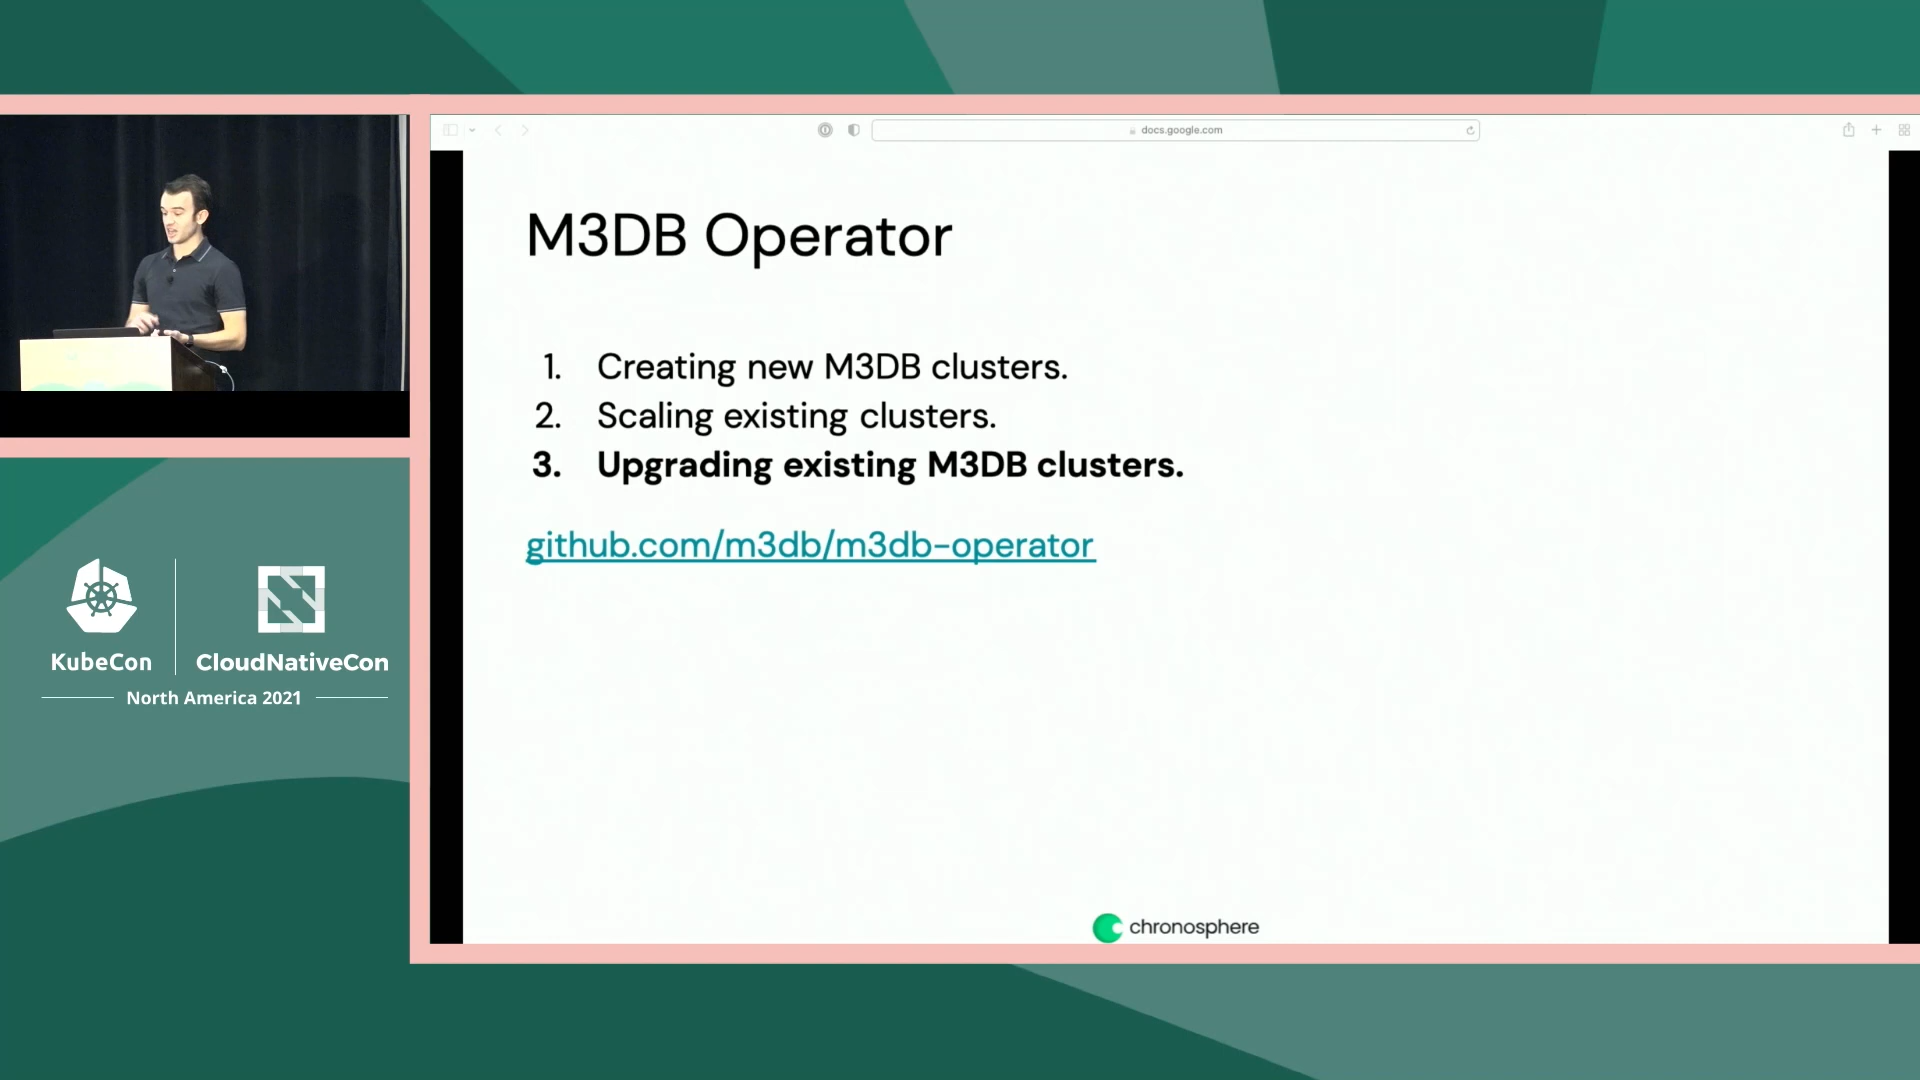 docs.google.com
M3DB Operator
1. Creating new M3DB clusters.
2. Scaling existing clusters.
3. Upgrading existing M3DB clusters.
github.com/m3db/m3db-operator
chronosphere
KubeCon
CloudNativeCon
North America 2021